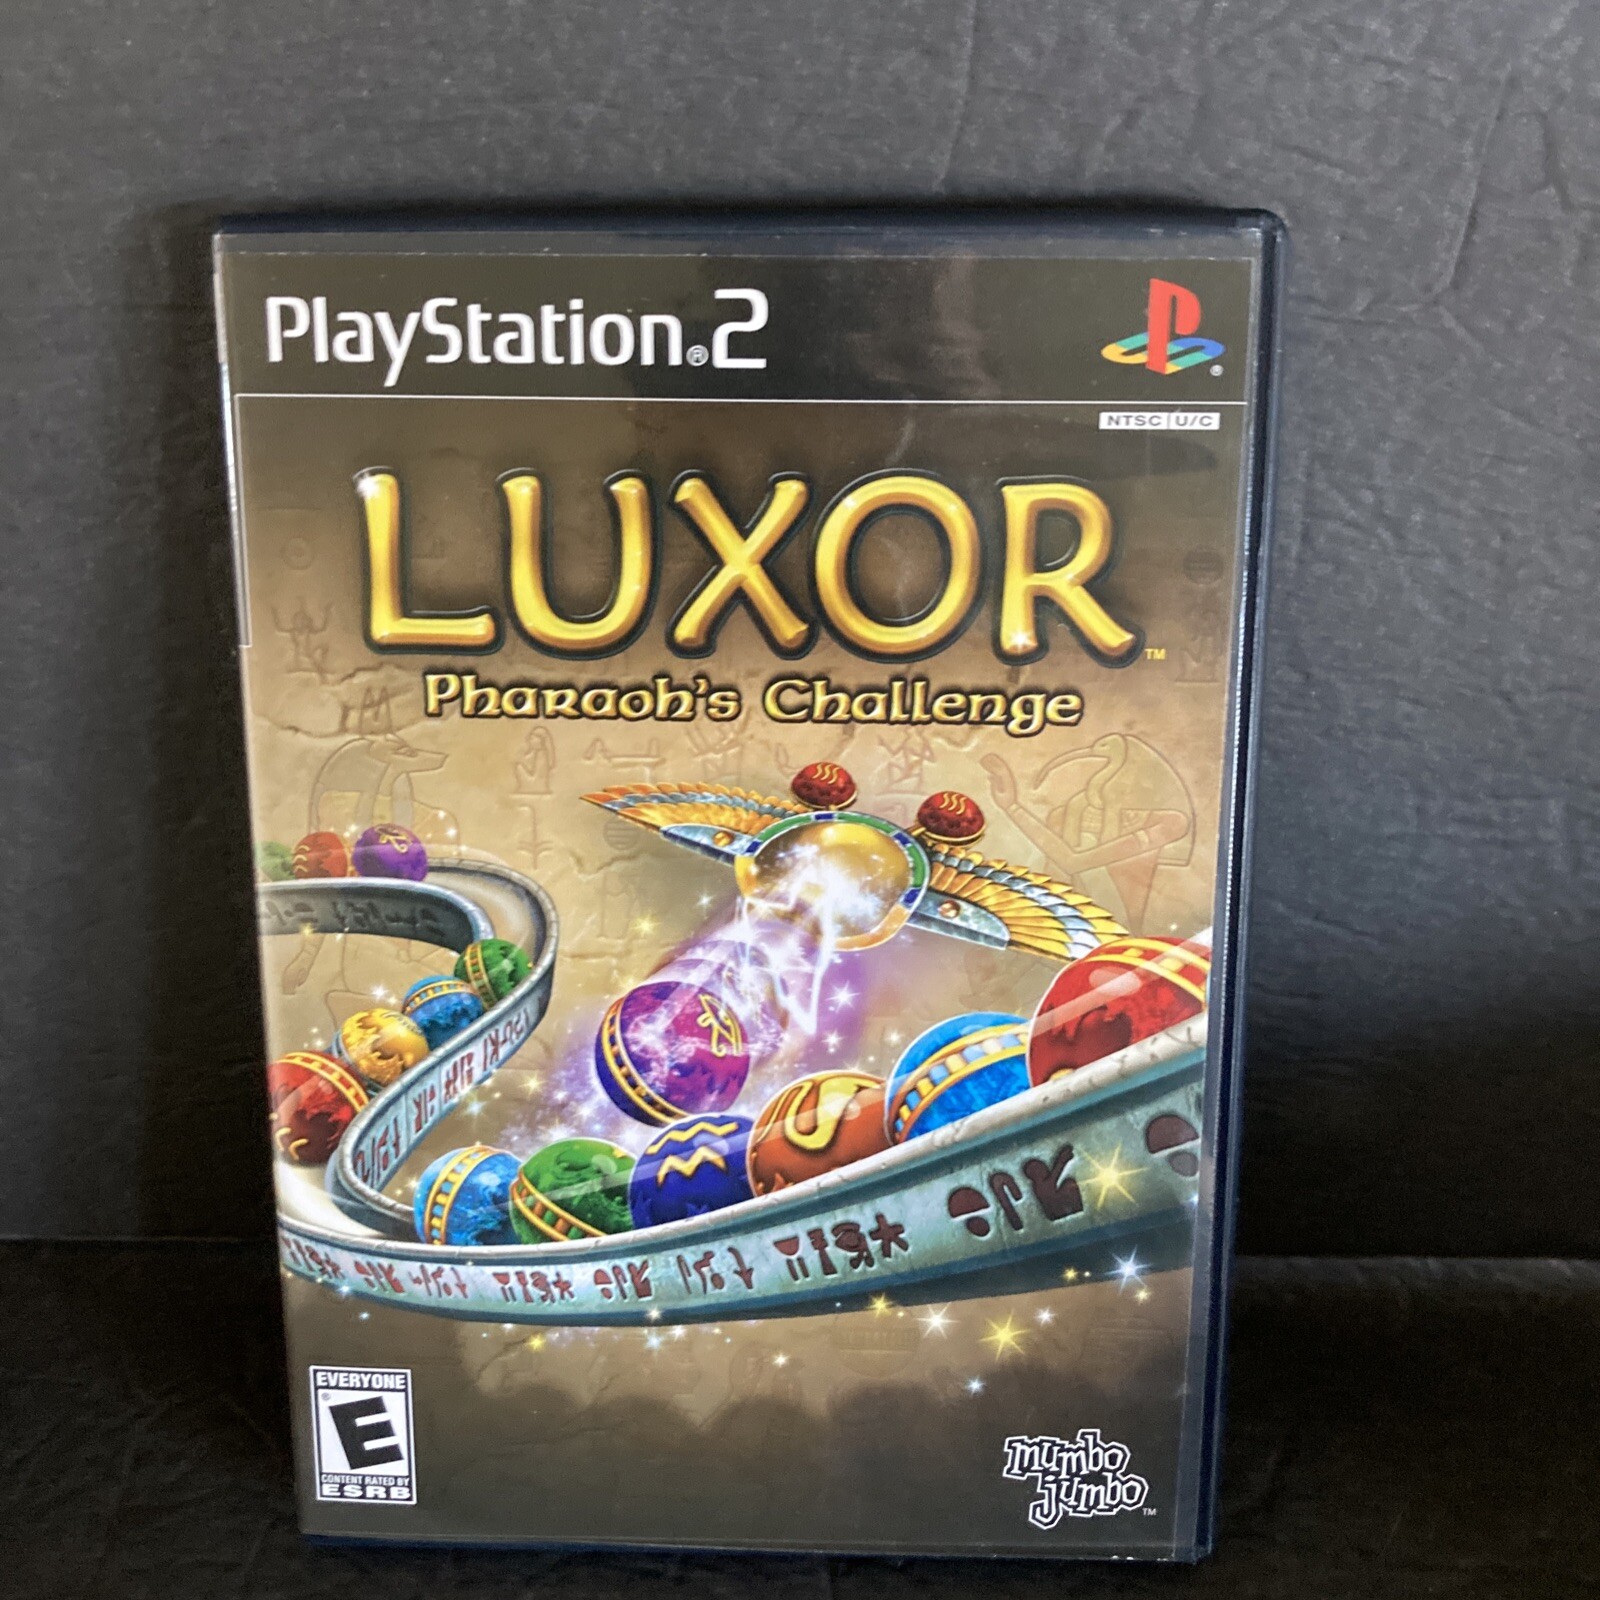 PlayStation®2
NTSC U/C
LUXOR™
Pharaoh's Challenge
EVERYONE
E
CONTENT RATED BY
ESRB
mumbo
jumbo™